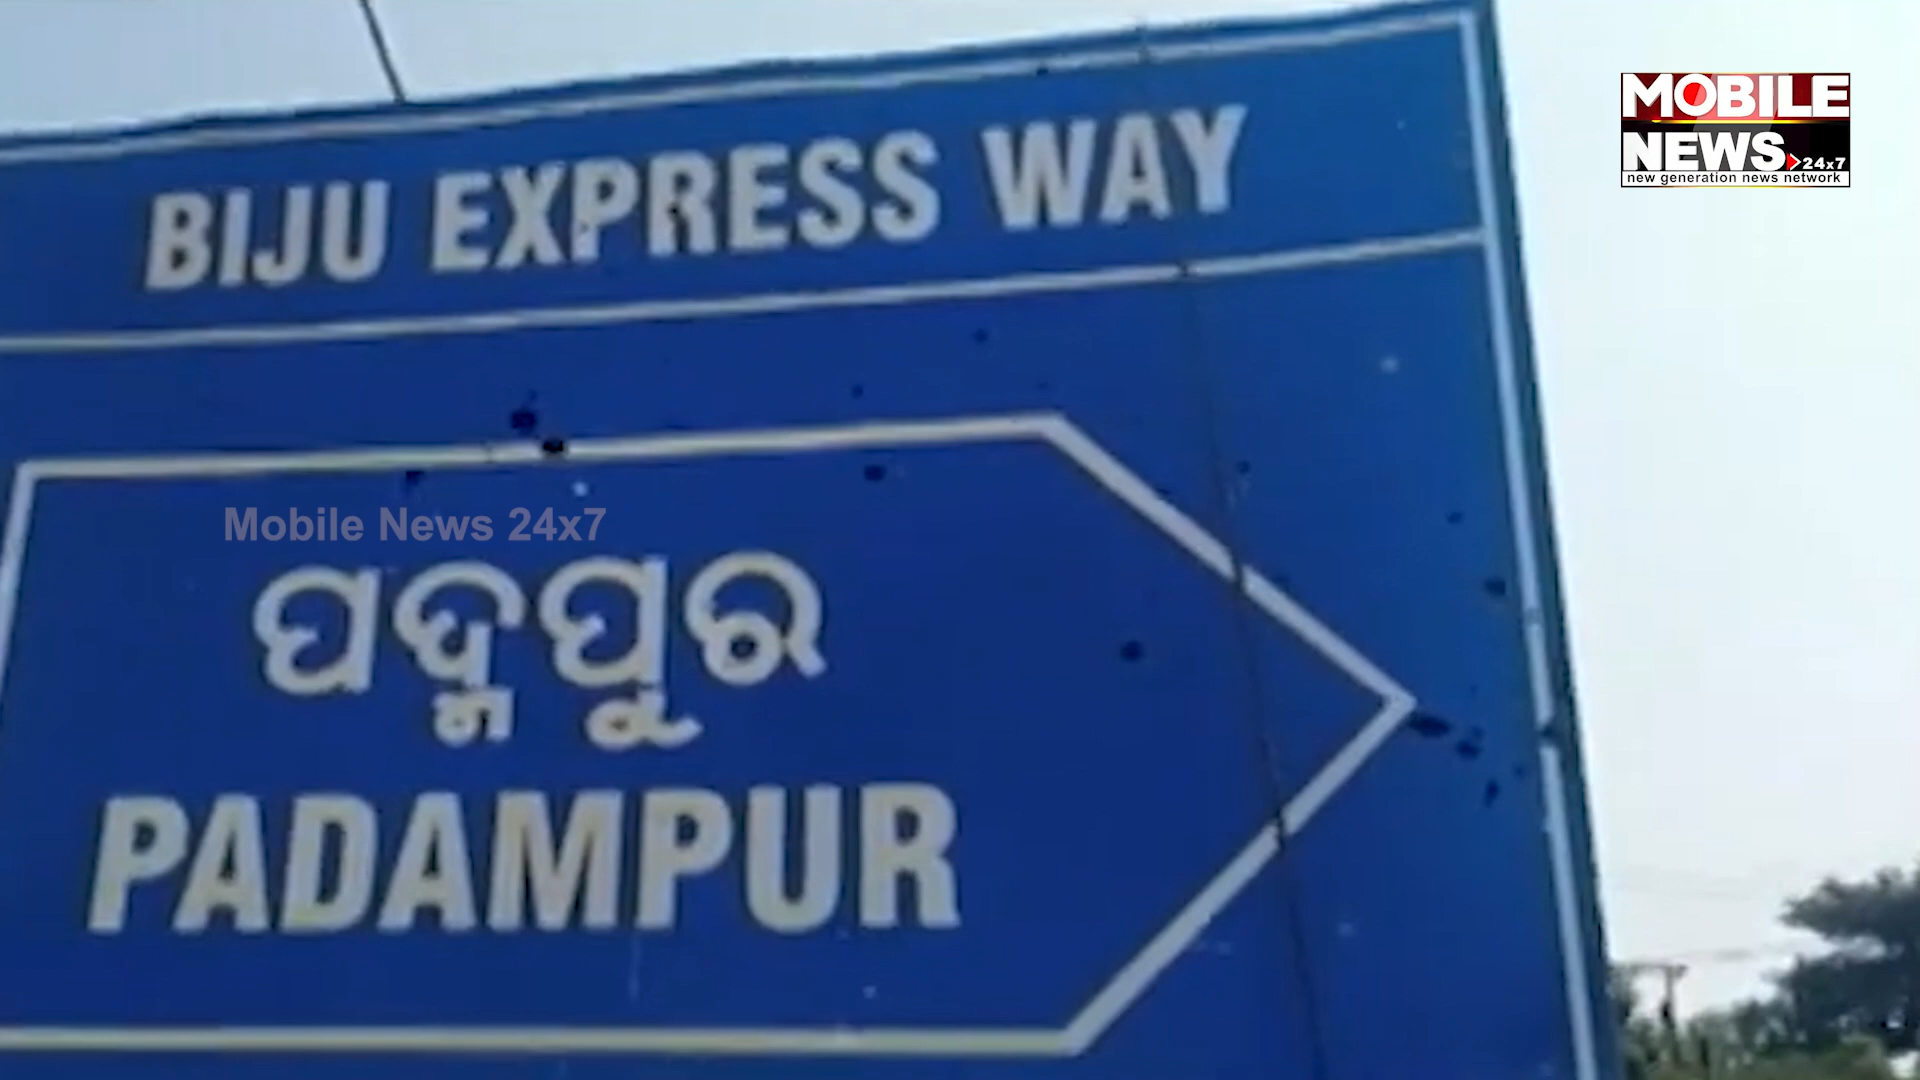 BIJU EXPRESS WAY
MOBILE
NEWS 24x7
new generation news network
Mobile News 24x7
ପଦ୍ମପୁର
PADAMPUR